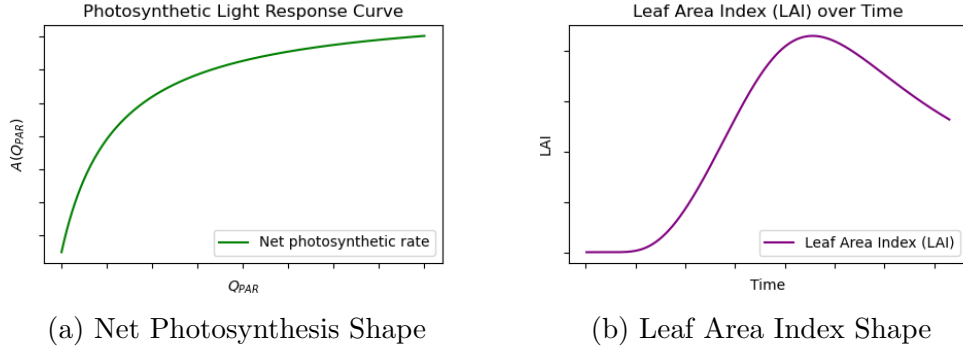 Photosynthetic Light Response Curve
A(Q_PAR)
Net photosynthetic rate
Q_PAR
(a) Net Photosynthesis Shape
Leaf Area Index (LAI) over Time
LAI
Leaf Area Index (LAI)
Time
(b) Leaf Area Index Shape